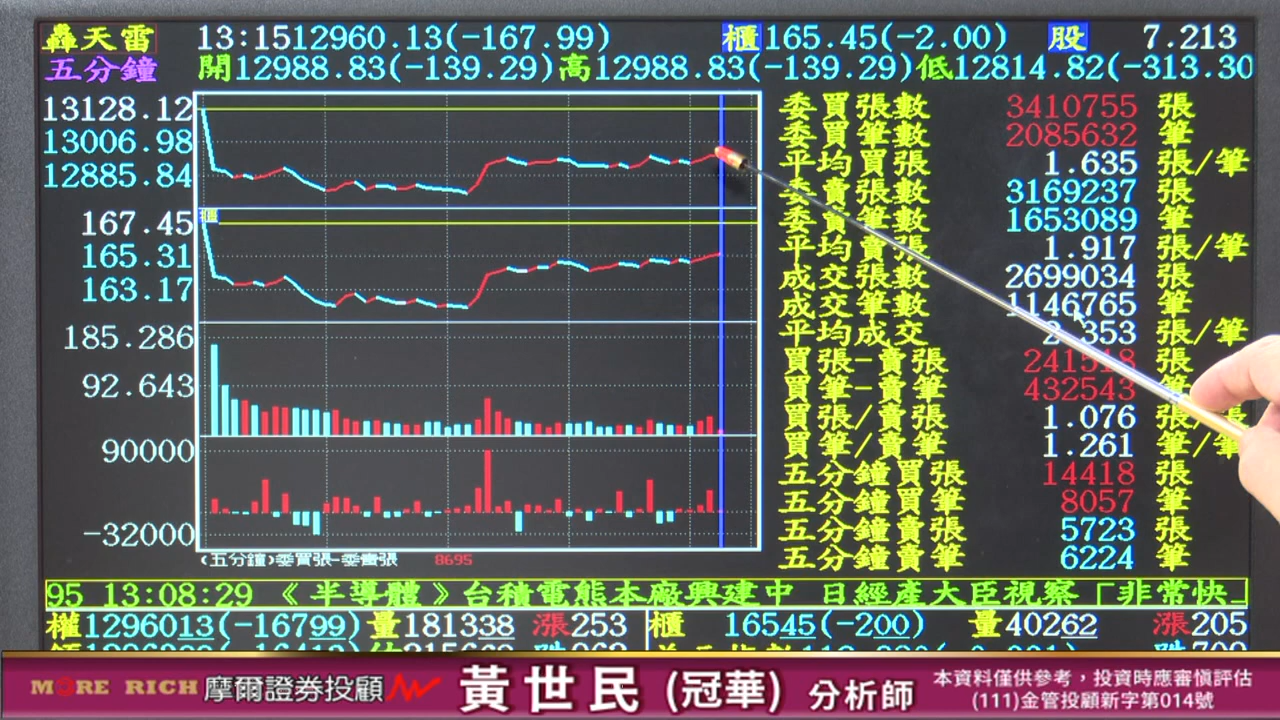 轟天雷 13:15 12960.13(-167.99) 櫃165.45(-2.00) 股 7.213
五分鐘 開12988.83(-139.29)高12988.83(-139.29)低12814.82(-313.30
13128.12 委買張數 3410755 張
13006.98 委買筆數 2085632 筆
12885.84 平均買張 1.635 張/筆
委賣張數 3169237 張
167.45 櫃 委賣筆數 1653089 筆
165.31 平均賣張 1.917 張/筆
163.17 成交張數 2699034 張
成交筆數 1146765 筆
185.286 平均成交 2.353 張/筆
買張-賣張 241518 張
92.643 買筆-賣筆 432543 筆
買張/賣張 1.076 張/張
買筆/賣筆 1.261 筆/筆
90000 五分鐘買張 14418 張
五分鐘買筆 8057 筆
-32000 五分鐘賣張 5723 張
(五分鐘)委買張-委賣張 8695 五分鐘賣筆 6224 筆
95 13:08:29 《半導體》台積電熊本廠興建中 日經產大臣視察「非常快」
權1296013(-16799)量181338 漲253 櫃 16545(-200) 量40262 漲205
MORE RICH 摩爾證券投顧 黃世民 (冠華) 分析師 本資料僅供參考，投資時應審慎評估
(111)金管投顧新字第014號